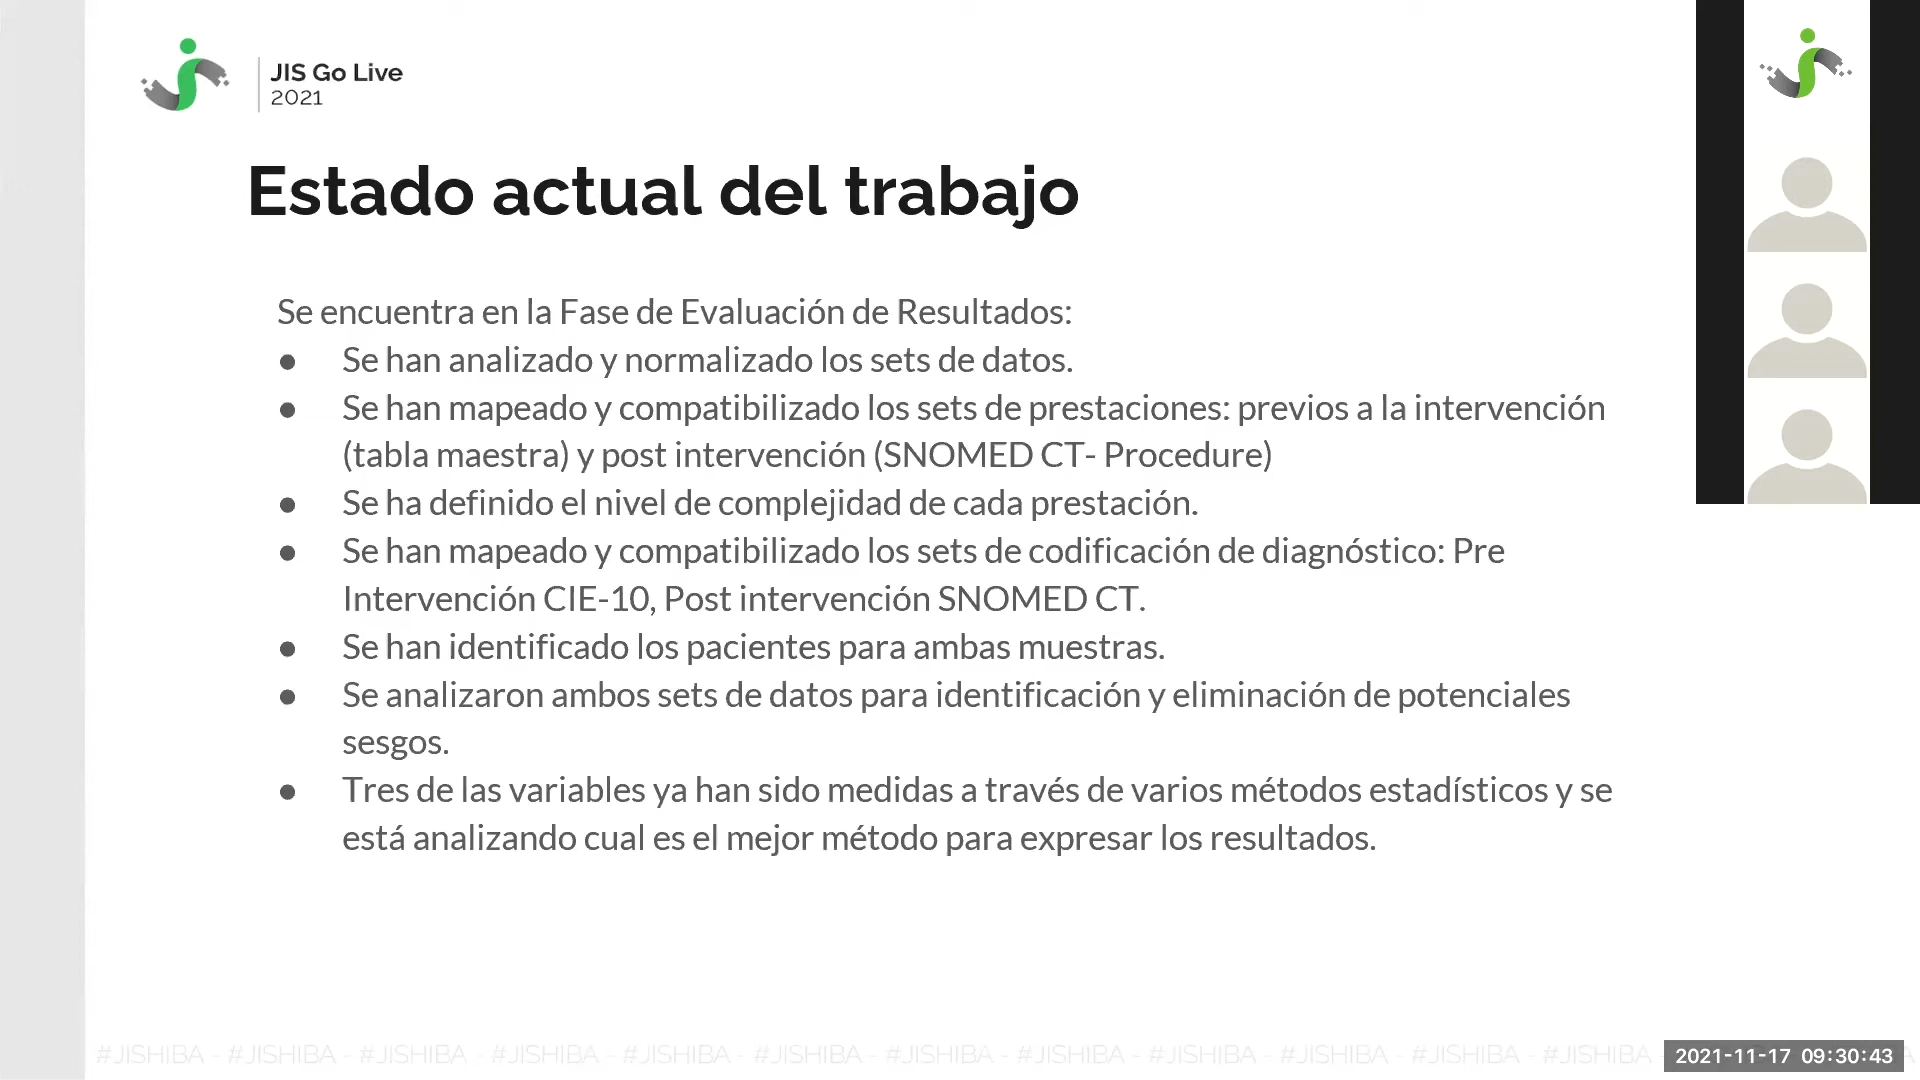 JIS Go Live
2021
Estado actual del trabajo
Se encuentra en la Fase de Evaluación de Resultados:
● Se han analizado y normalizado los sets de datos.
● Se han mapeado y compatibilizado los sets de prestaciones: previos a la intervención
(tabla maestra) y post intervención (SNOMED CT- Procedure)
● Se ha definido el nivel de complejidad de cada prestación.
● Se han mapeado y compatibilizado los sets de codificación de diagnóstico: Pre
Intervención CIE-10, Post intervención SNOMED CT.
● Se han identificado los pacientes para ambas muestras.
● Se analizaron ambos sets de datos para identificación y eliminación de potenciales
sesgos.
● Tres de las variables ya han sido medidas a través de varios métodos estadísticos y se
está analizando cual es el mejor método para expresar los resultados.
#JISHIBA - #JISHIBA - #JISHIBA - #JISHIBA - #JISHIBA - #JISHIBA - #JISHIBA - #JISHIBA - #JISHIBA - #JISHIBA - #JISHIBA - #JISHIBA -
2021-11-17 09:30:43